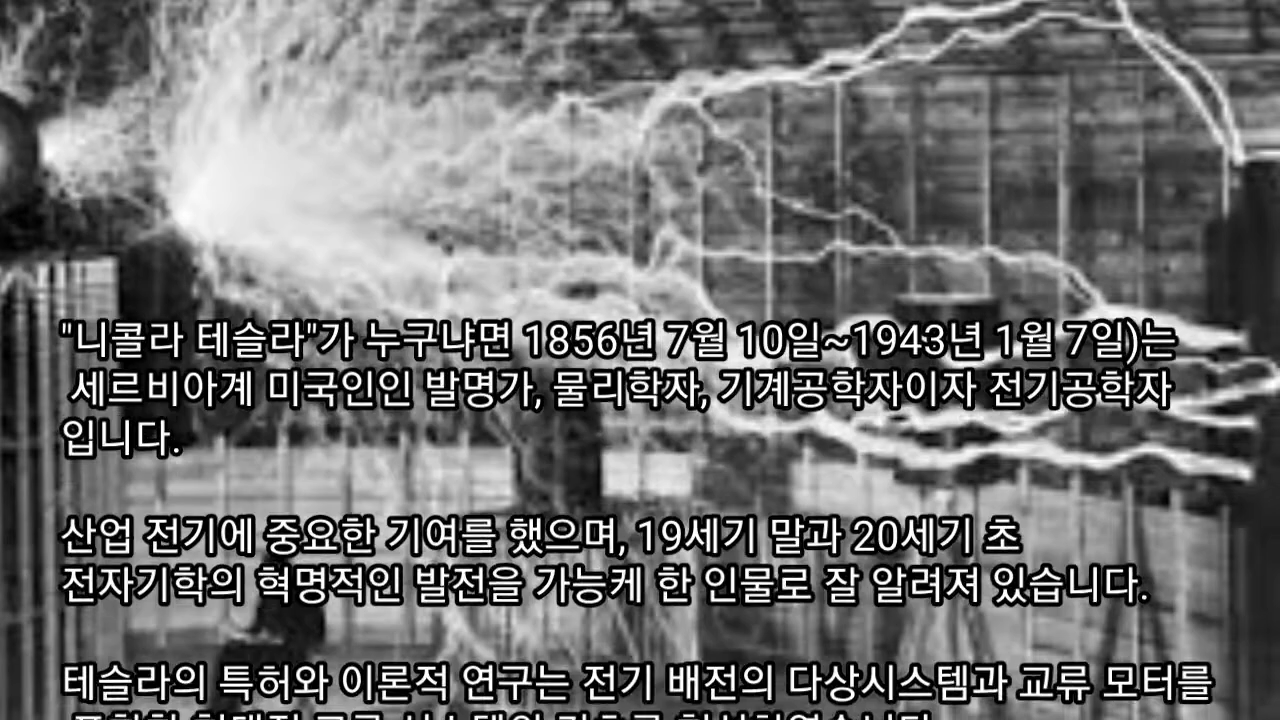 "니콜라 테슬라"가 누구냐면 1856년 7월 10일~1943년 1월 7일)는
세르비아계 미국인인 발명가, 물리학자, 기계공학자이자 전기공학자
입니다.
산업 전기에 중요한 기여를 했으며, 19세기 말과 20세기 초
전자기학의 혁명적인 발전을 가능케 한 인물로 잘 알려져 있습니다.
테슬라의 특허와 이론적 연구는 전기 배전의 다상시스템과 교류 모터를